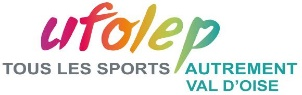 ufolep
TOUS LES SPORTS AUTREMENT
VAL D'OISE